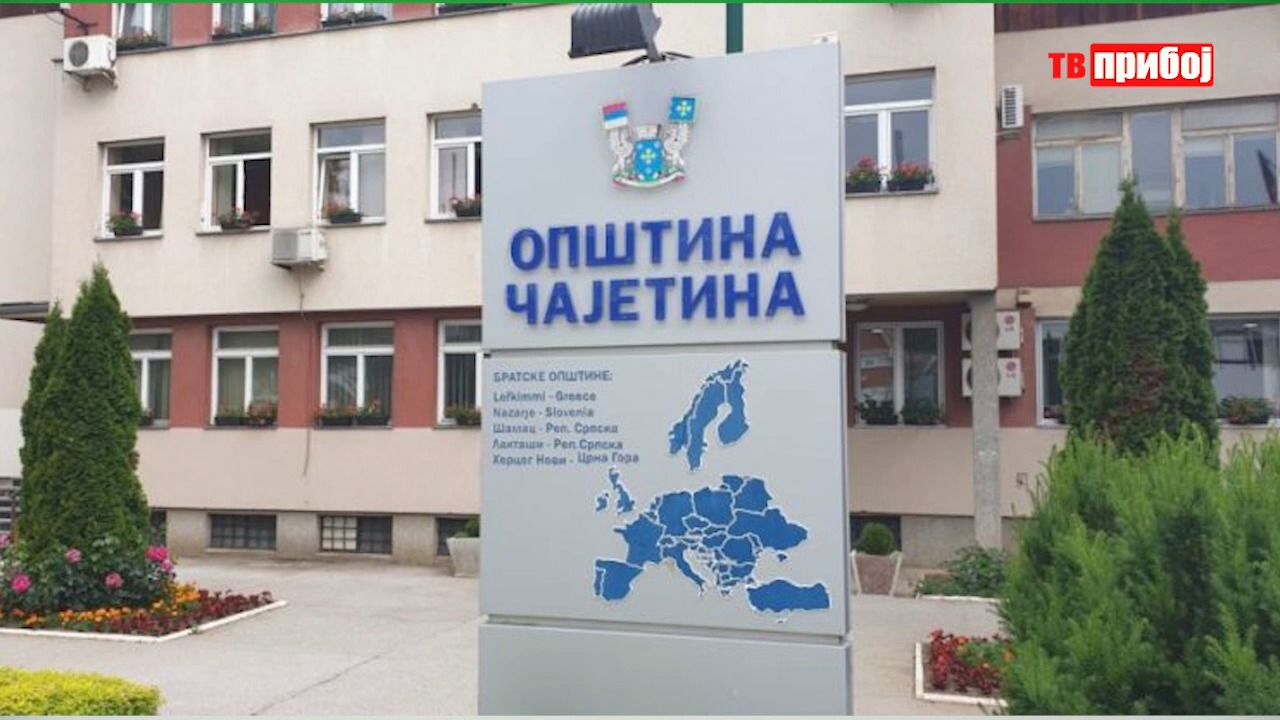 ТВ прибој
ОПШТИНА
ЧАЈЕТИНА
БРАТСКЕ ОПШТИНЕ:
Lefkimmi - Greece
Nazarje - Slovenia
Шамац - Реп. Српска
Лакташи - Реп. Српска
Херцег Нови - Црна Гора